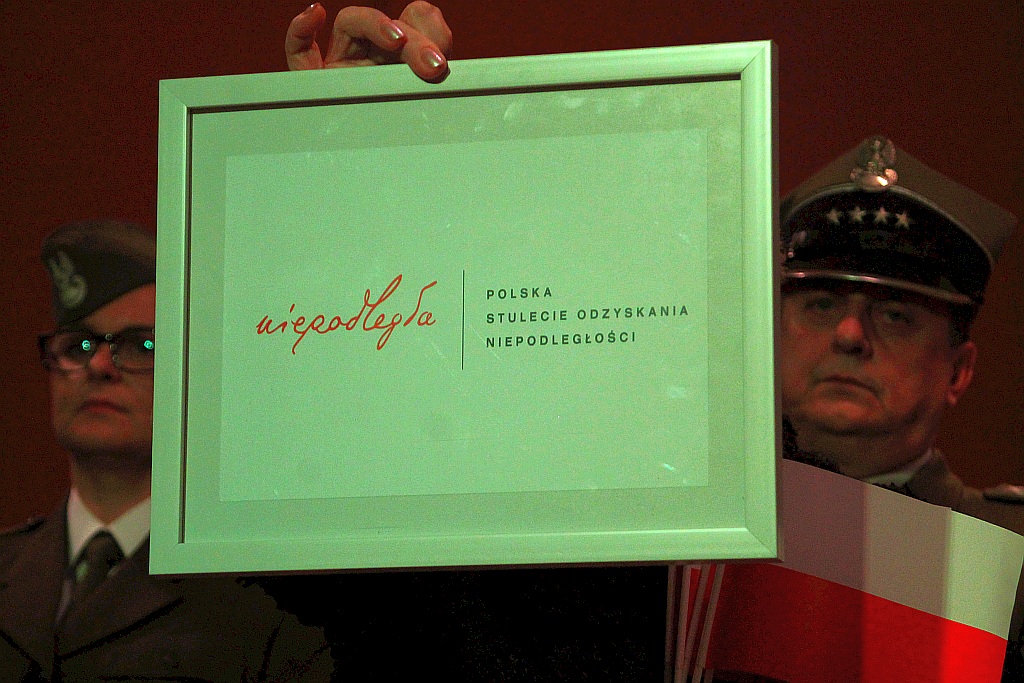 niepodległa
POLSKA
STULECIE ODZYSKANIA
NIEPODLEGŁOŚCI